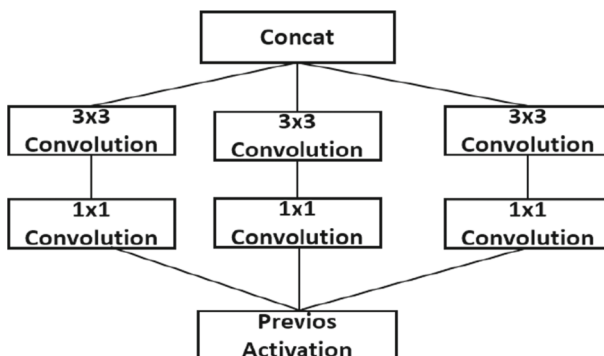 Concat
3x3
Convolution
3x3
Convolution
3x3
Convolution
1x1
Convolution
1x1
Convolution
1x1
Convolution
Previos
Activation